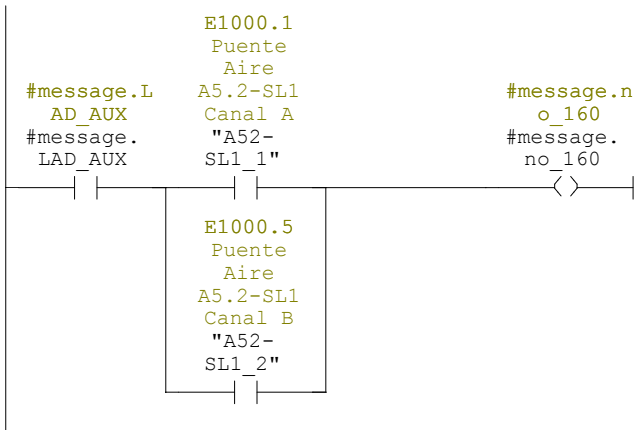 E1000.1
Puente
Aire
#message.L A5.2-SL1 #message.n
AD_AUX Canal A o_160
#message. "A52- #message.
LAD_AUX SL1_1" no_160
E1000.5
Puente
Aire
A5.2-SL1
Canal B
"A52-
SL1_2"